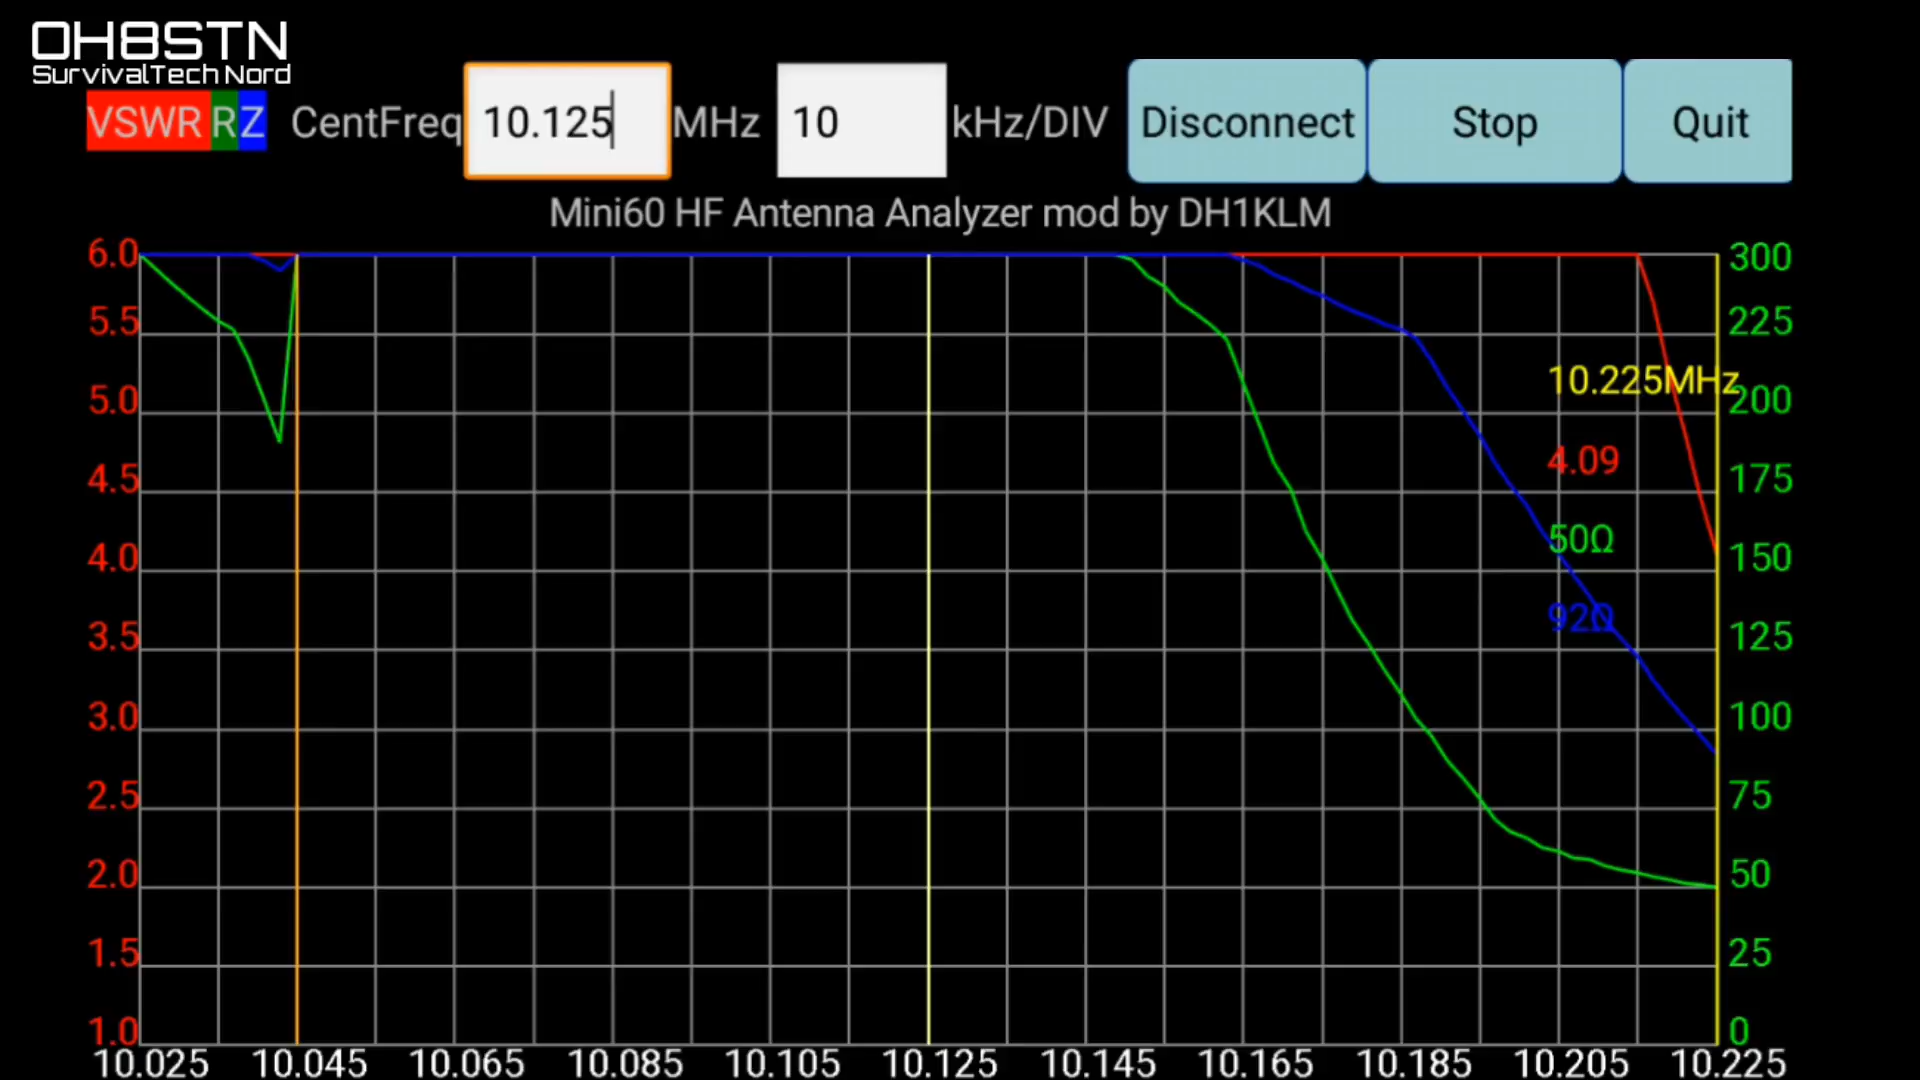 OH8STN
SurvivalTech Nord
VSWR R Z CentFreq 10.125 MHz 10 kHz/DIV Disconnect Stop Quit
Mini60 HF Antenna Analyzer mod by DH1KLM
6.0 300
5.5 225
10.225MHz
5.0 200
4.09
4.5 175
50Ω
4.0 150
92Ω
3.5 125
3.0 100
2.5 75
2.0 50
1.5 25
1.0 0
10.025 10.045 10.065 10.085 10.105 10.125 10.145 10.165 10.185 10.205 10.225